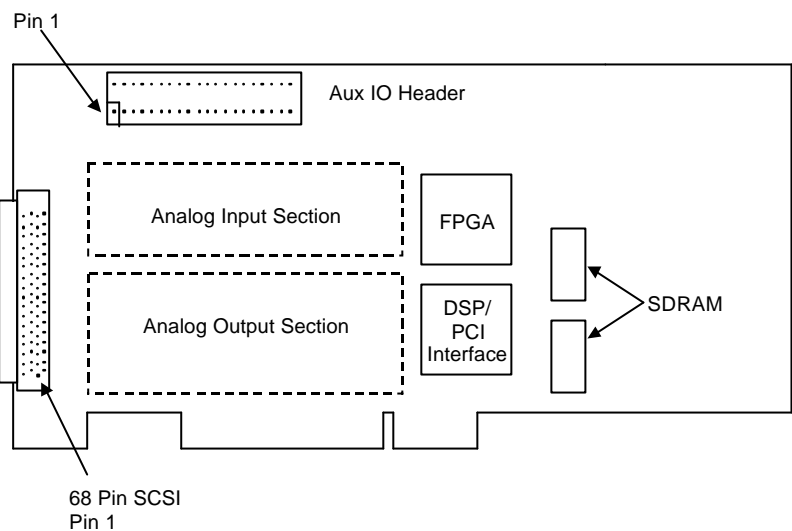 Pin 1
Aux IO Header
Analog Input Section
FPGA
Analog Output Section
DSP/
PCI
Interface
SDRAM
68 Pin SCSI
Pin 1